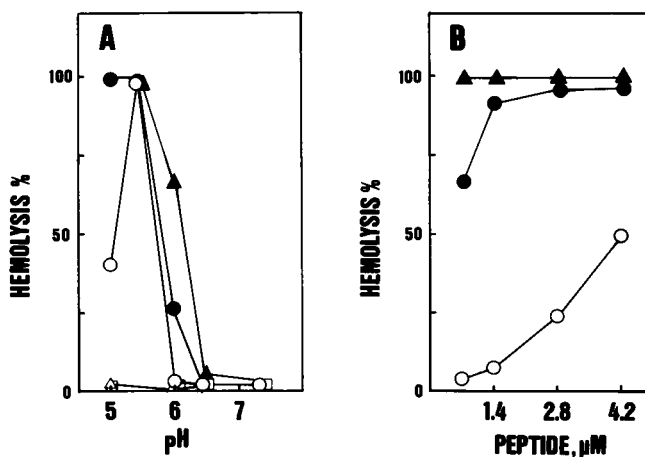 A
HEMOLYSIS %
100
50
0
5 6 7
pH
B
HEMOLYSIS %
100
50
0
1.4 2.8 4.2
PEPTIDE, µM